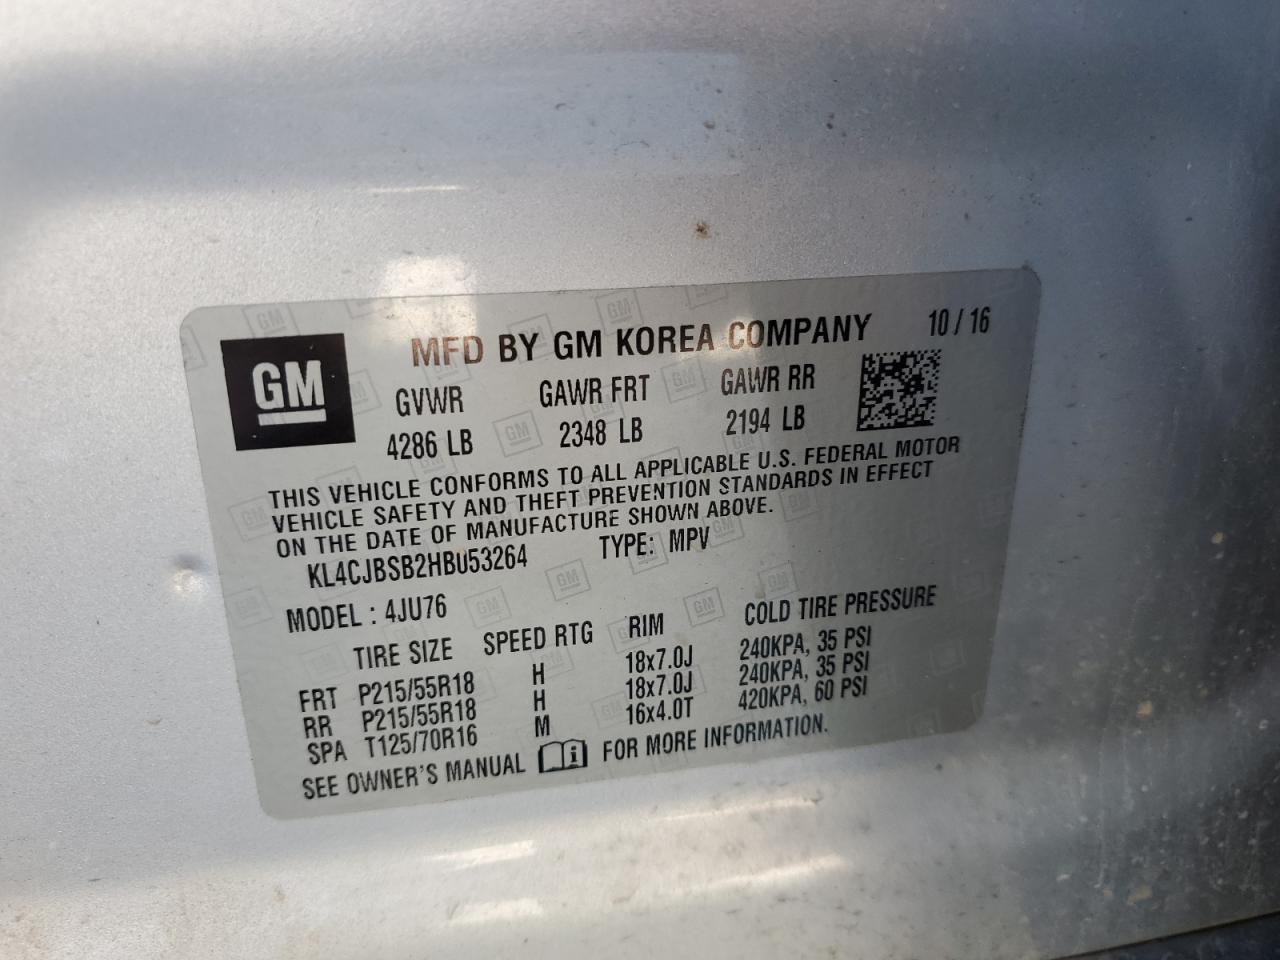 GM
MFD BY GM KOREA COMPANY 10 / 16
GVWR GAWR FRT GAWR RR
4286 LB 2348 LB 2194 LB
THIS VEHICLE CONFORMS TO ALL APPLICABLE U.S. FEDERAL MOTOR
VEHICLE SAFETY AND THEFT PREVENTION STANDARDS IN EFFECT
ON THE DATE OF MANUFACTURE SHOWN ABOVE.
KL4CJBSB2HBU53264 TYPE: MPV
MODEL : 4JU76
TIRE SIZE SPEED RTG RIM COLD TIRE PRESSURE
FRT P215/55R18 H 18x7.0J 240KPA, 35 PSI
RR P215/55R18 H 18x7.0J 240KPA, 35 PSI
SPA T125/70R16 M 16x4.0T 420KPA, 60 PSI
SEE OWNER'S MANUAL i FOR MORE INFORMATION.